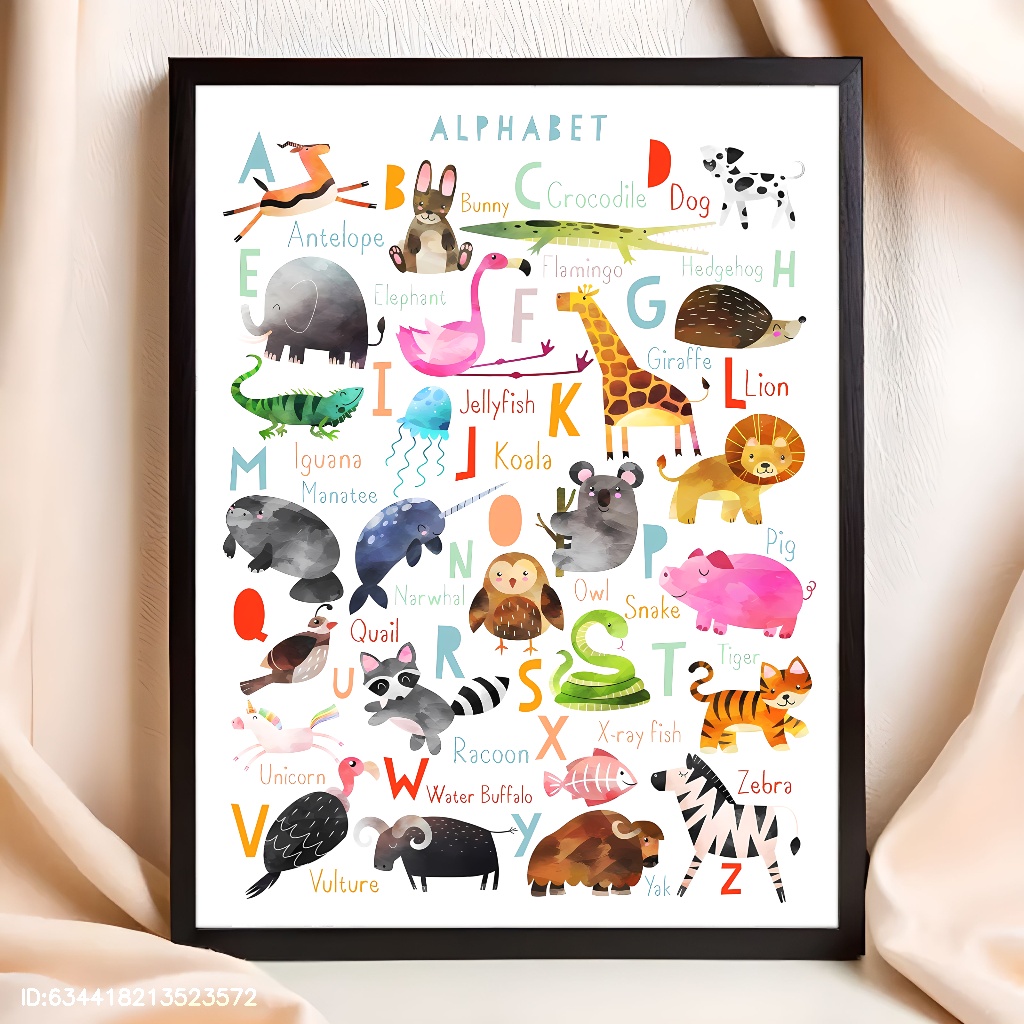 ALPHABET
A
Antelope
B
Bunny
C
Crocodile
D
Dog
E
Elephant
F
Flamingo
G
Giraffe
H
Hedgehog
I
Iguana
J
Jellyfish
K
Koala
L
Lion
M
Manatee
N
Narwhal
O
Owl
P
Pig
Q
Quail
R
Racoon
S
Snake
T
Tiger
U
Unicorn
V
Vulture
W
Water Buffalo
X
X-ray fish
Y
Yak
Z
Zebra
ID:634418213523572